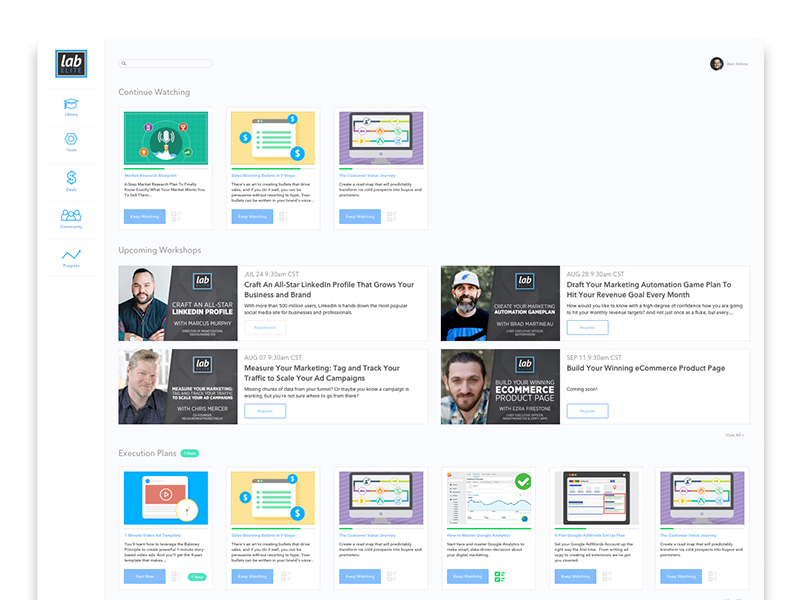 lab
ELITE
Library
Tools
Deals
Community
Progress
Ben Jenkins
Continue Watching
Market Research Blueprint
4-Step Market Research Plan To Finally
Know Exactly What Your Market Wants You
To Sell Them...
Keep Watching
Sales-Boosting Bullets in 7 Steps
There's an art to creating bullets that drive
sales, and if you do it well, you can be
persuasive without resorting to hype. Your
bullets can be written in your brand's voice...
Keep Watching
The Customer Value Journey
Create a road map that will predictably
transform ice cold prospects into buyers and
promoters.
Keep Watching
Upcoming Workshops
lab
CRAFT AN ALL-STAR
LINKEDIN PROFILE
WITH MARCUS MURPHY
DIRECTOR OF MONETIZATION,
DIGITALMARKETER
JUL 24 9:30am CST
Craft An All-Star LinkedIn Profile That Grows Your
Business and Brand
With more than 500 million users, LinkedIn is hands down the most popular
social media site for businesses and professionals.
Registered!
lab
CREATE YOUR MARKETING
AUTOMATION GAMEPLAN
WITH BRAD MARTINEAU
CHIEF EXECUTIVE OFFICER,
SIXTH DIVISION
AUG 28 9:30am CST
Draft Your Marketing Automation Game Plan To
Hit Your Revenue Goal Every Month
How would you like to know with a high degree of confidence how you are going
to hit your monthly revenue targets? And not just once as a fluke, but every....
Register
lab
MEASURE YOUR MARKETING:
TAG AND TRACK YOUR TRAFFIC
TO SCALE YOUR AD CAMPAIGNS
WITH CHRIS MERCER
CO-FOUNDER,
MEASUREMENTMARKETING.IO
AUG 07 9:30am CST
Measure Your Marketing: Tag and Track Your
Traffic to Scale Your Ad Campaigns
Missing chunks of data from your funnel? Or maybe you know a campaign is
working, but you're not sure where to go from there?
Register
lab
BUILD YOUR WINNING
ECOMMERCE
PRODUCT PAGE
WITH EZRA FIRESTONE
CHIEF EXECUTIVE OFFICER,
SMARTMARKETER & ZIPIFY APPS
SEP 11 9:30am CST
Build Your Winning eCommerce Product Page
Coming soon!
Register
View All >
Execution Plans
1 New
1 Minute Video Ad Template
You'll learn how to leverage the Baloney
Principle to create powerful 1-minute story-
based video ads. And you'll get the 4-part
template that makes...
Start Now
1 New
Sales-Boosting Bullets in 7 Steps
There's an art to creating bullets that drive
sales, and if you do it well, you can be
persuasive without resorting to hype. Your
bullets can be written in your brand's voice...
Keep Watching
The Customer Value Journey
Create a road map that will predictably
transform ice cold prospects into buyers and
promoters.
Keep Watching
How to Master Google Analytics
Start here and master Google Analytics to
make smart, data driven decisions about
your digital marketing.
Keep Watching
4-Part Google AdWords Set Up Plan
Set your Google AdWords Account up the
right way the first time. From writing ad
copy to creating ad extensions we've got
you covered.
Keep Watching
The Customer Value Journey
Create a road map that will predictably
transform ice cold prospects into buyers and
promoters.
Keep Watching